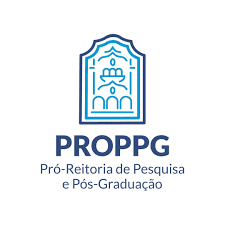 PROPPG
Pró-Reitoria de Pesquisa
e Pós-Graduação